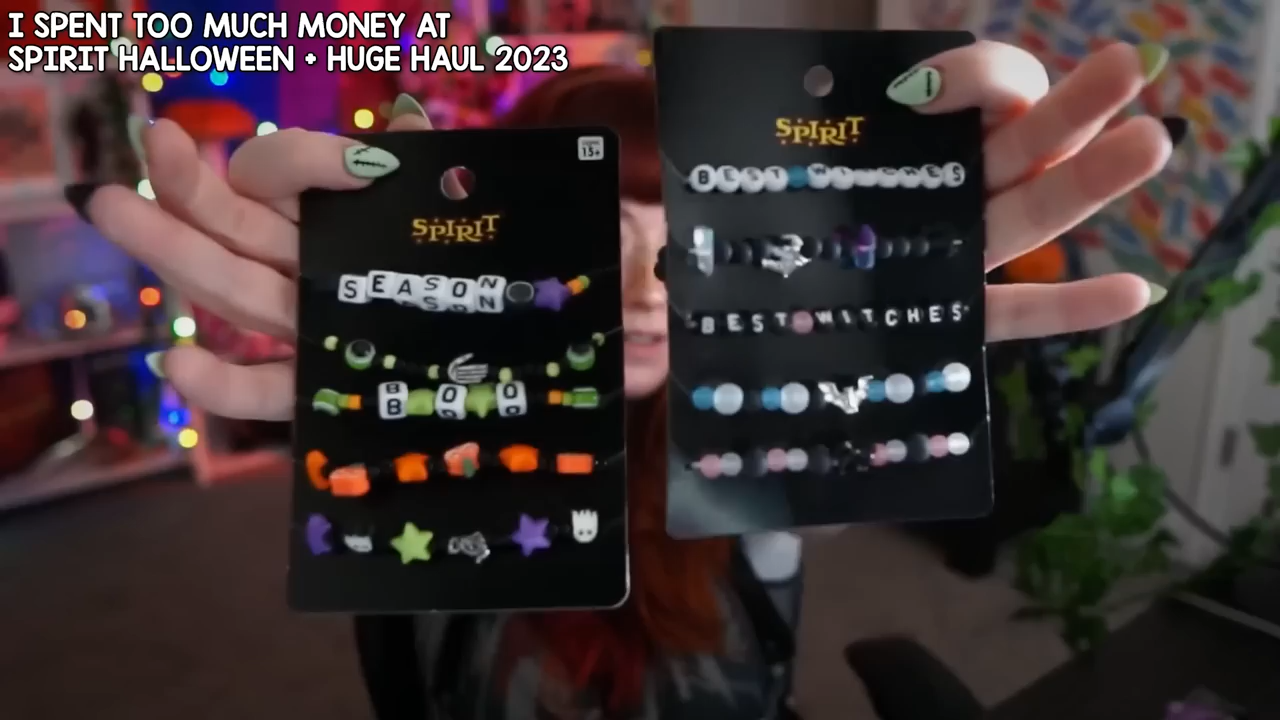 I SPENT TOO MUCH MONEY AT
SPIRIT HALLOWEEN + HUGE HAUL 2023
15+
SPIRIT
SEASON
BOO
SPIRIT
BEST WITCHES
BEST WITCHES